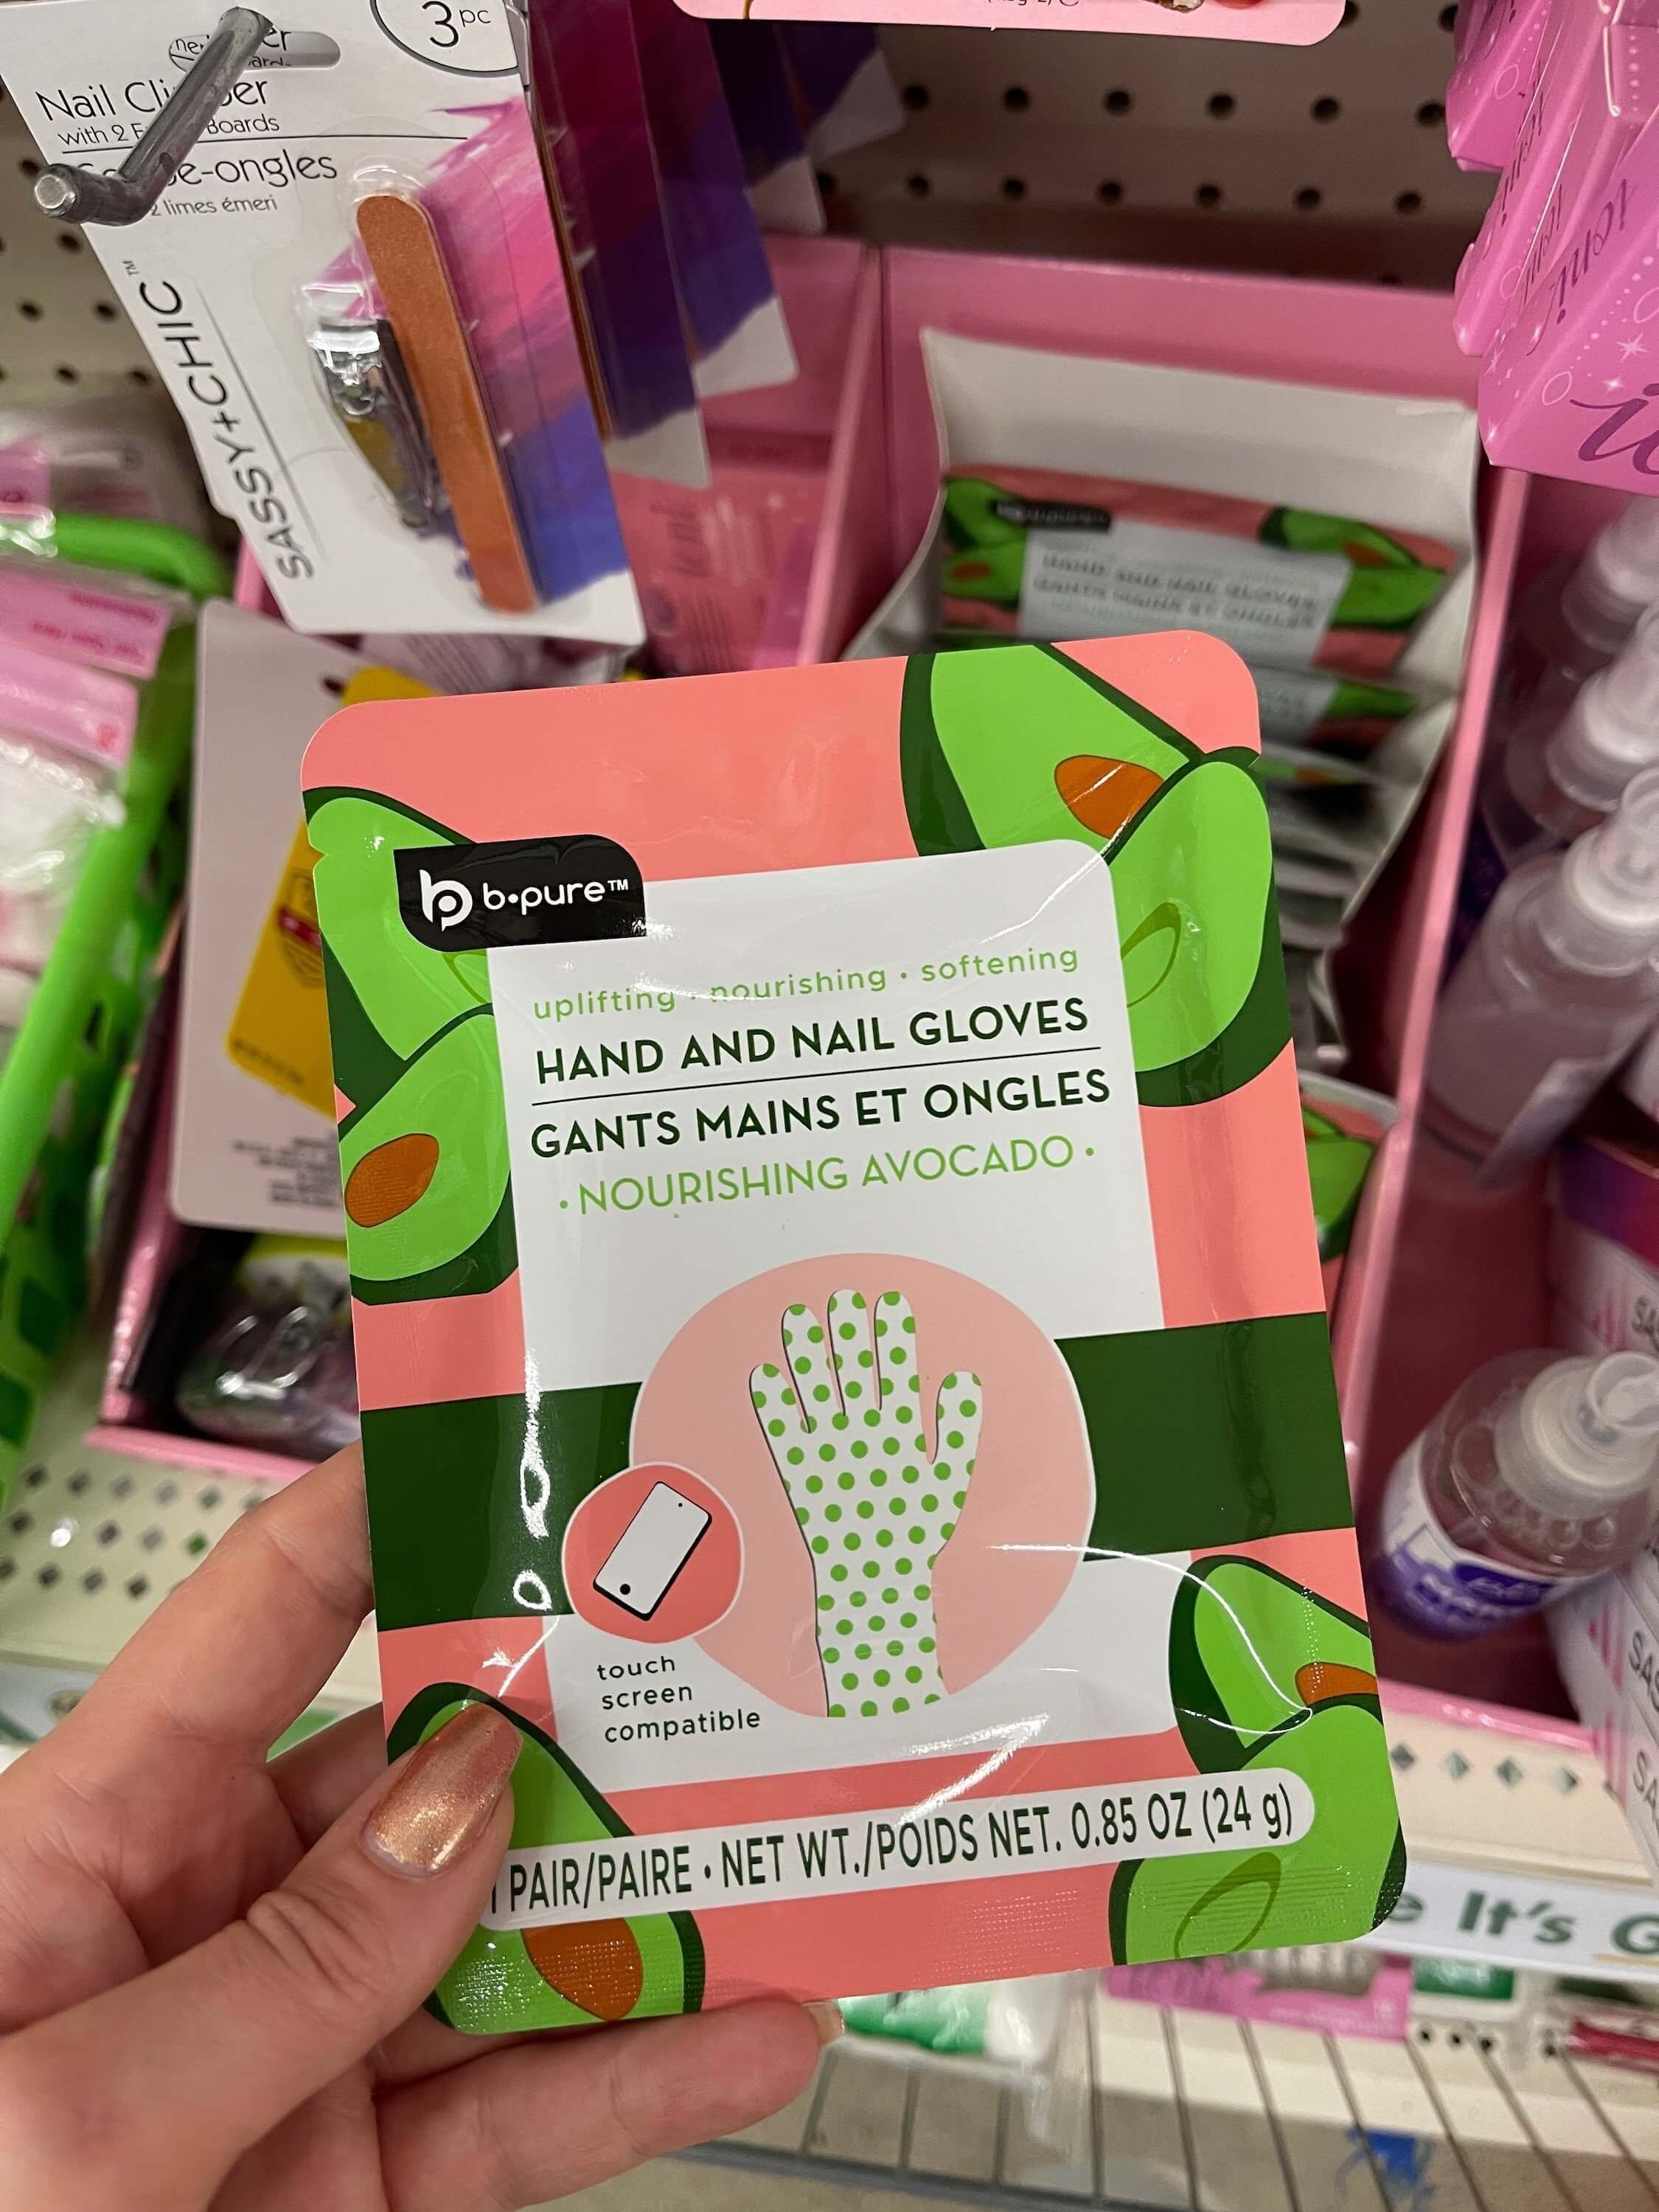 3pc
Nail
with 2
Boards
-ongles
2 limes émeri
SASSY+CHIC™
HAND AND NAIL GLOVES
GANTS MAINS ET ONGLES
b•pure™
uplifting • nourishing • softening
HAND AND NAIL GLOVES
GANTS MAINS ET ONGLES
• NOURISHING AVOCADO •
touch
screen
compatible
1 PAIR/PAIRE • NET WT./POIDS NET. 0.85 OZ (24 g)
It's